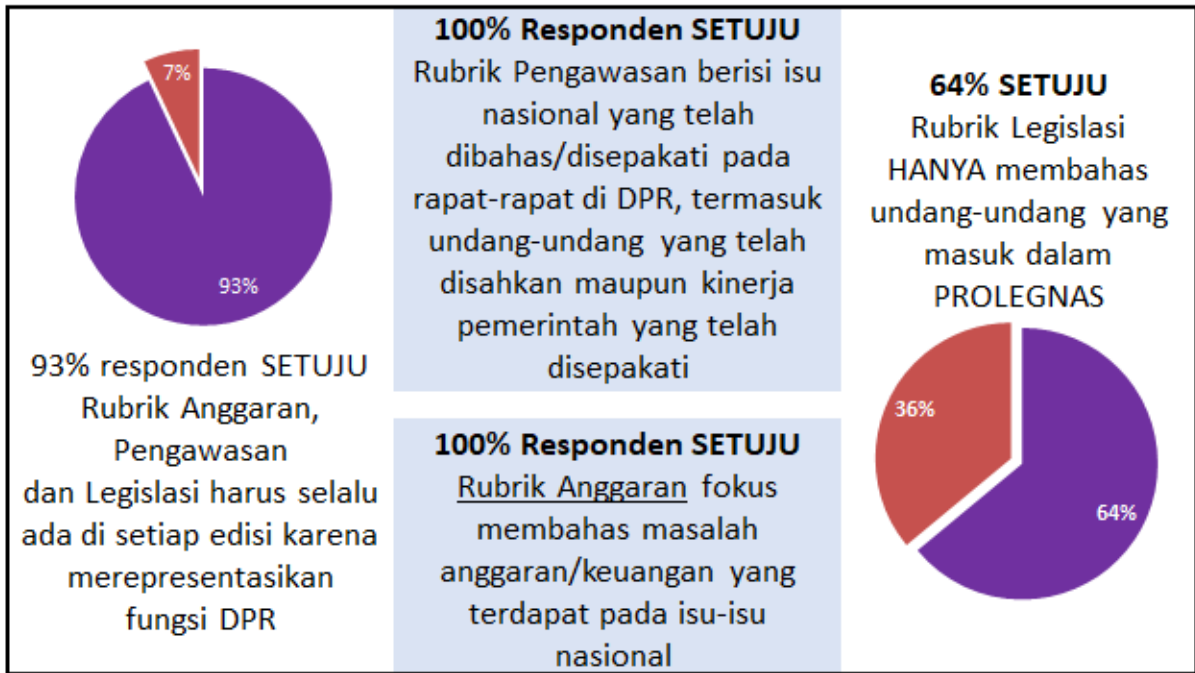 7%
93%
93% responden SETUJU
Rubrik Anggaran,
Pengawasan
dan Legislasi harus selalu
ada di setiap edisi karena
merepresentasikan
fungsi DPR
100% Responden SETUJU
Rubrik Pengawasan berisi isu
nasional yang telah
dibahas/disepakati pada
rapat-rapat di DPR, termasuk
undang-undang yang telah
disahkan maupun kinerja
pemerintah yang telah
disepakati
100% Responden SETUJU
Rubrik Anggaran fokus
membahas masalah
anggaran/keuangan yang
terdapat pada isu-isu
nasional
64% SETUJU
Rubrik Legislasi
HANYA membahas
undang-undang yang
masuk dalam
PROLEGNAS
36%
64%